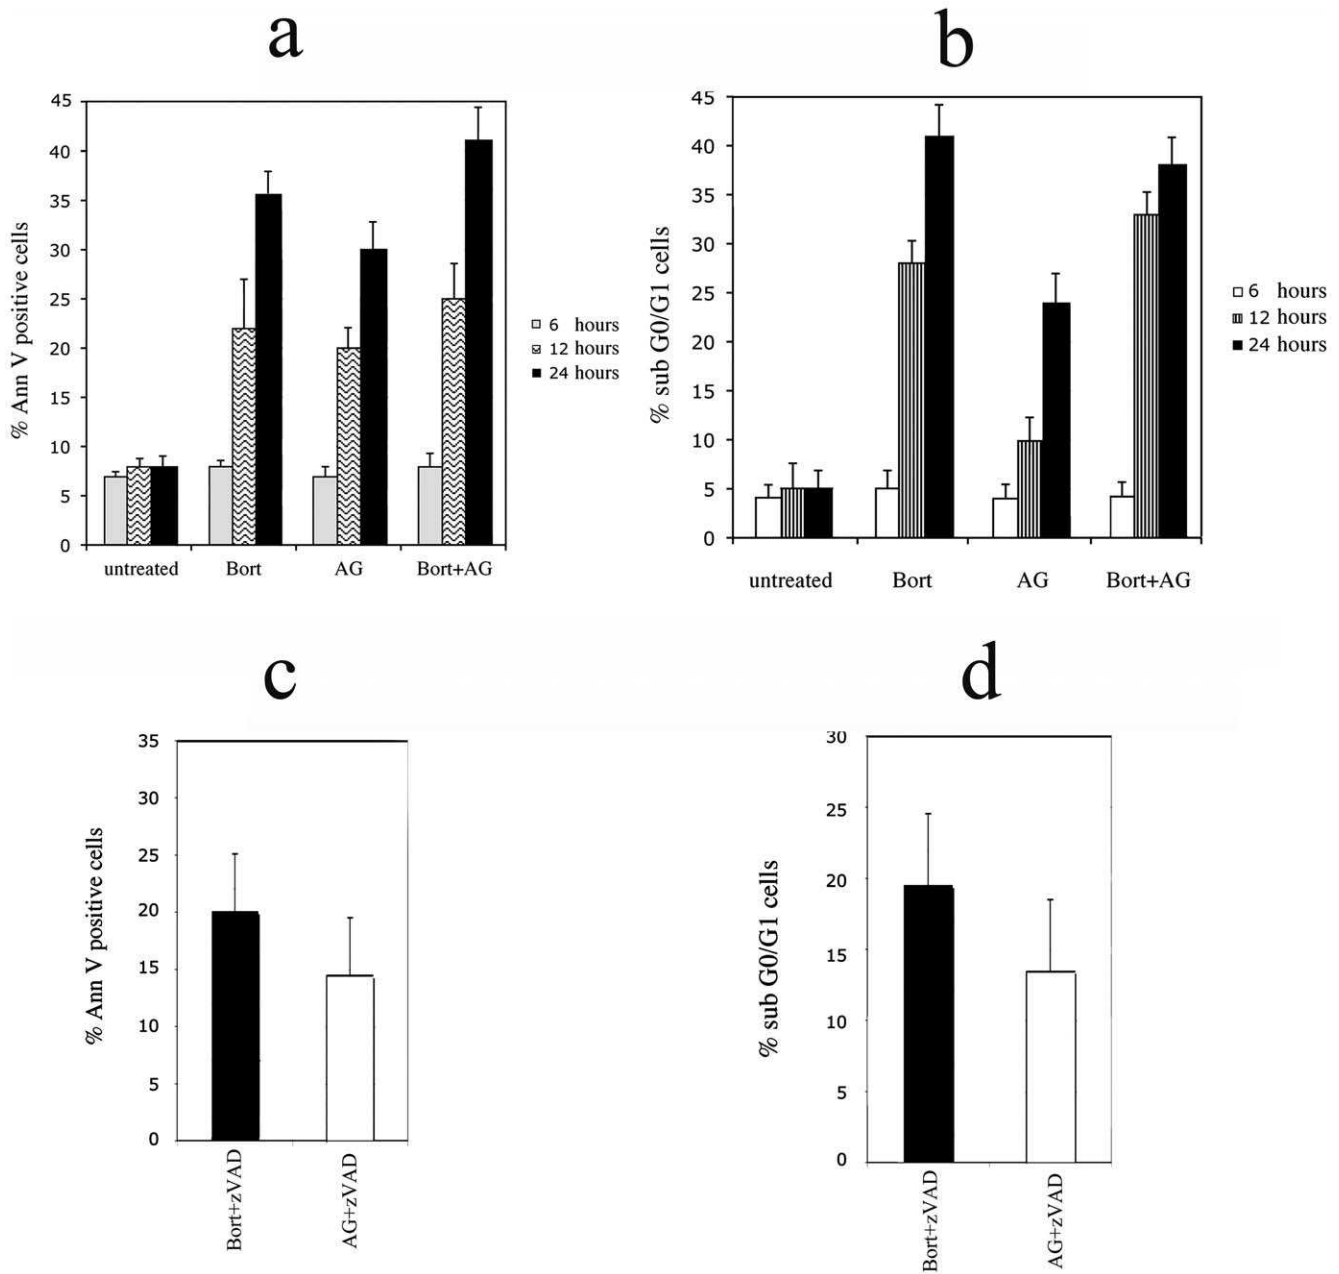 a
b
% Ann V positive cells
45
40
35
30
25
20
15
10
5
0
untreated Bort AG Bort+AG
6 hours
12 hours
24 hours
% sub G0/G1 cells
45
40
35
30
25
20
15
10
5
0
untreated Bort AG Bort+AG
6 hours
12 hours
24 hours
c
d
% Ann V positive cells
35
30
25
20
15
10
5
0
Bort+zVAD
AG+zVAD
% sub G0/G1 cells
30
25
20
15
10
5
0
Bort+zVAD
AG+zVAD